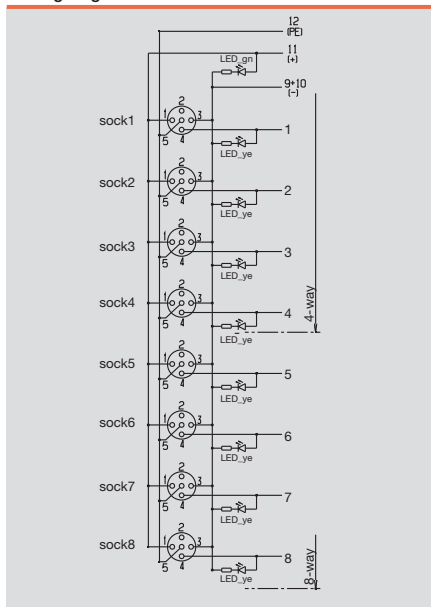 12
(PE)
11
(+)
LED_gn
9+10
(-)
sock1
2
1
3
5
4
1
LED_ye
sock2
2
1
3
5
4
2
LED_ye
sock3
2
1
3
5
4
3
LED_ye
sock4
2
1
3
5
4
4
LED_ye
4-way
sock5
2
1
3
5
4
5
LED_ye
sock6
2
1
3
5
4
6
LED_ye
sock7
2
1
3
5
4
7
LED_ye
sock8
2
1
3
5
4
8
LED_ye
8-way